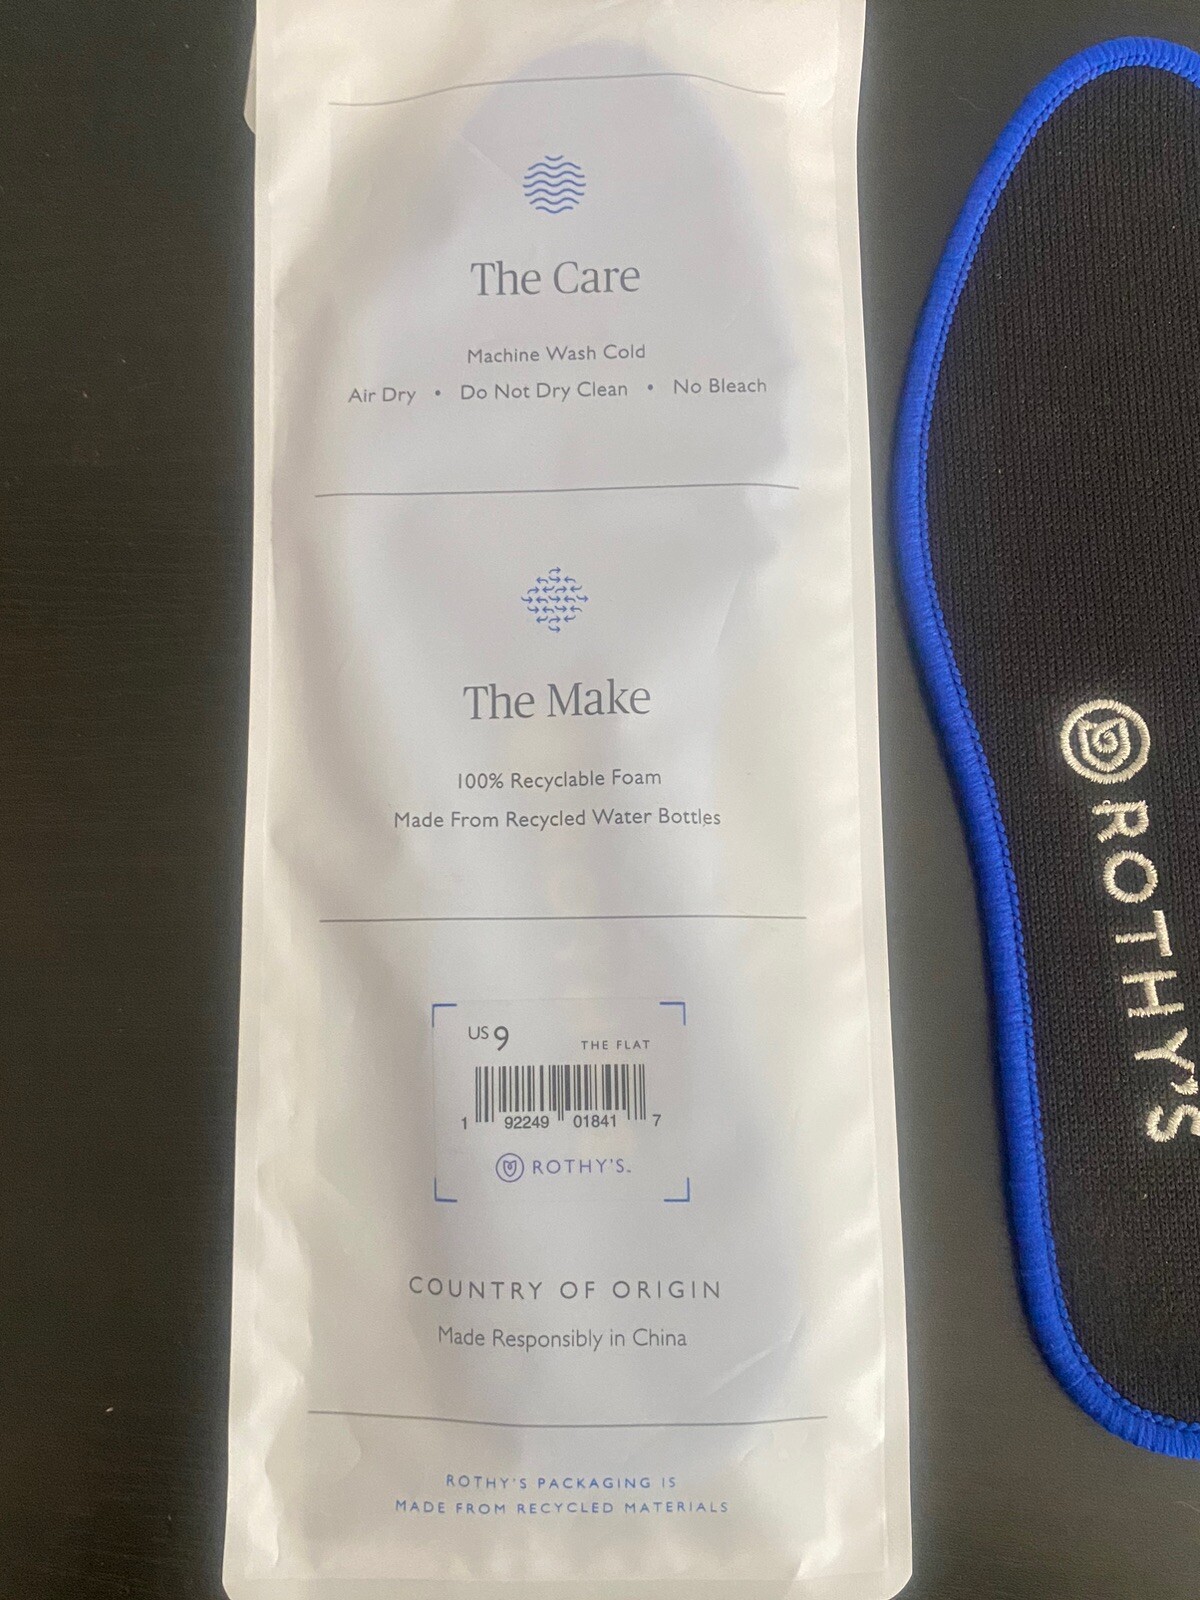 The Care
Machine Wash Cold
Air Dry • Do Not Dry Clean • No Bleach
The Make
100% Recyclable Foam
Made From Recycled Water Bottles
US 9
THE FLAT
1 92249 01841 7
ROTHY'S.
COUNTRY OF ORIGIN
Made Responsibly in China
ROTHY'S PACKAGING IS
MADE FROM RECYCLED MATERIALS
ROTHY'S